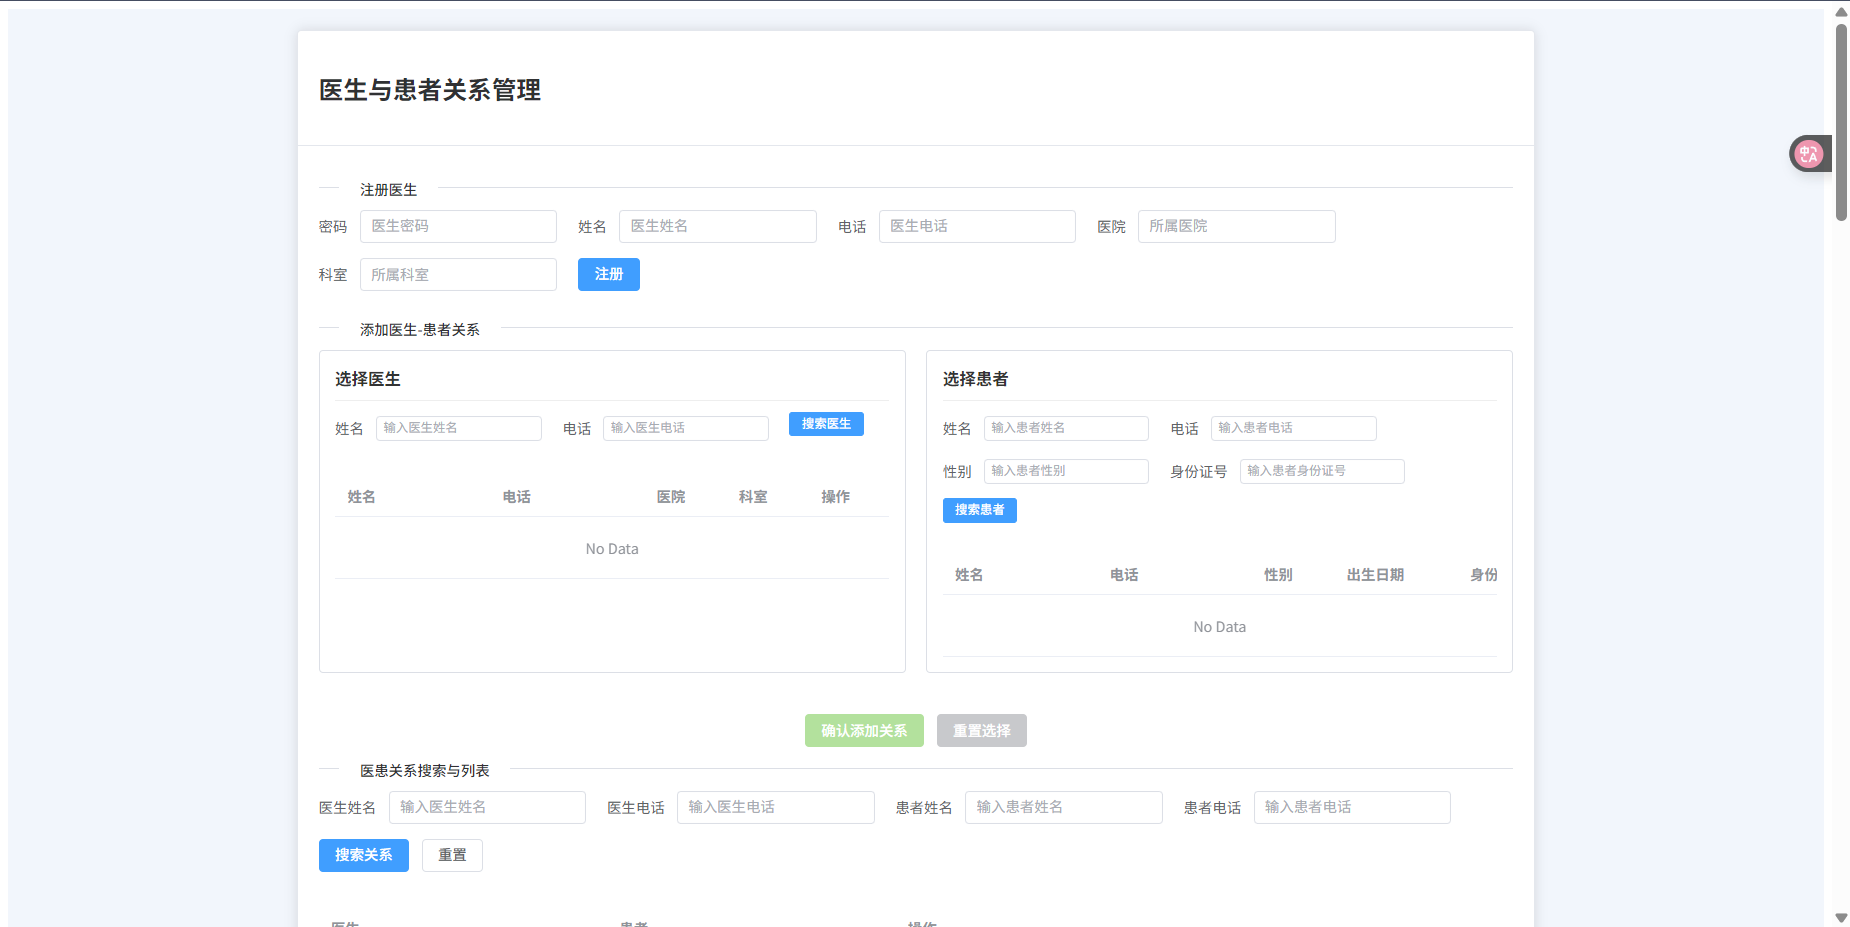 医生与患者关系管理
注册医生
密码 医生密码 姓名 医生姓名 电话 医生电话 医院 所属医院
科室 所属科室 注册
添加医生-患者关系
选择医生
姓名 输入医生姓名 电话 输入医生电话 搜索医生
姓名 电话 医院 科室 操作
No Data
选择患者
姓名 输入患者姓名 电话 输入患者电话
性别 输入患者性别 身份证号 输入患者身份证号
搜索患者
姓名 电话 性别 出生日期 身份
No Data
确认添加关系 重置选择
医患关系搜索与列表
医生姓名 输入医生姓名 医生电话 输入医生电话 患者姓名 输入患者姓名 患者电话 输入患者电话
搜索关系 重置
医生 患者 操作